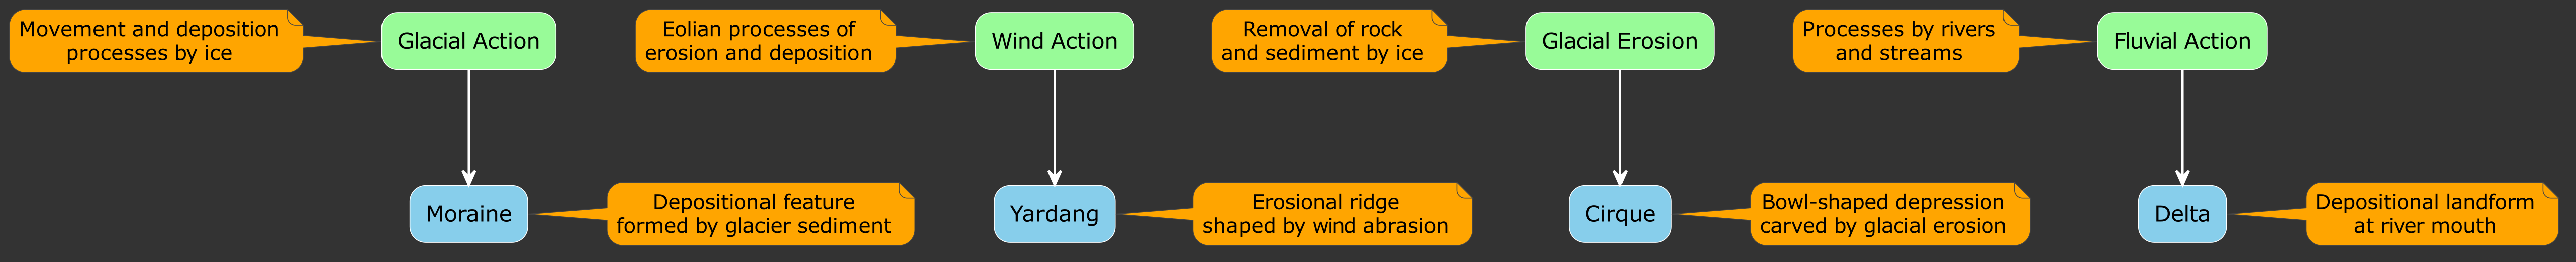 Movement and deposition
processes by ice
Glacial Action
Eolian processes of
erosion and deposition
Wind Action
Removal of rock
and sediment by ice
Glacial Erosion
Processes by rivers
and streams
Fluvial Action
Moraine
Depositional feature
formed by glacier sediment
Yardang
Erosional ridge
shaped by wind abrasion
Cirque
Bowl-shaped depression
carved by glacial erosion
Delta
Depositional landform
at river mouth